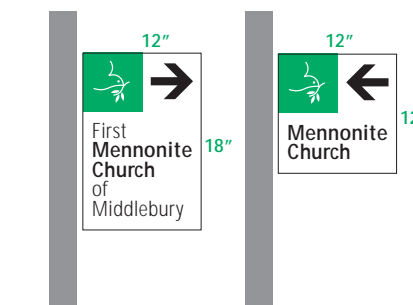 12"
First
Mennonite
Church
of
Middlebury
18"
12"
Mennonite
Church